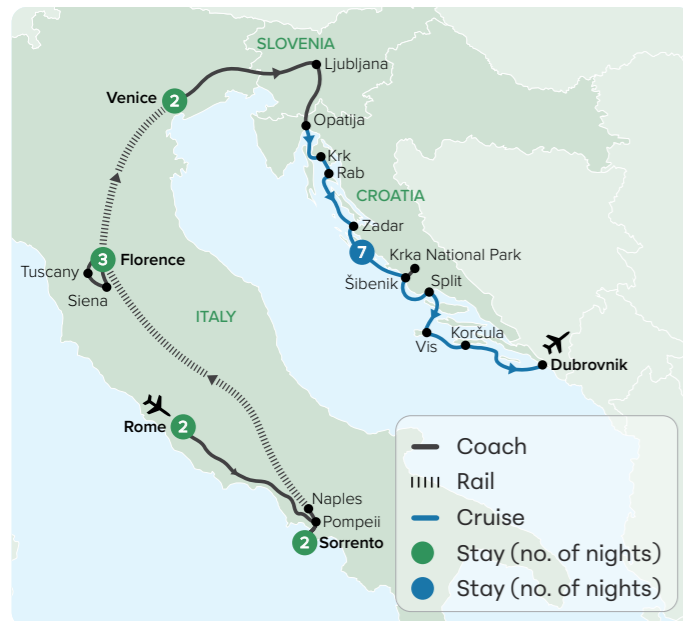 SLOVENIA
Ljubljana
Venice 2
Opatija
Krk
Rab
CROATIA
Zadar
7
Krka National Park
Šibenik
Split
Vis
Korčula
Dubrovnik
3 Florence
Tuscany
Siena
ITALY
Rome 2
Naples
Pompeii
2 Sorrento
Coach
Rail
Cruise
Stay (no. of nights)
Stay (no. of nights)